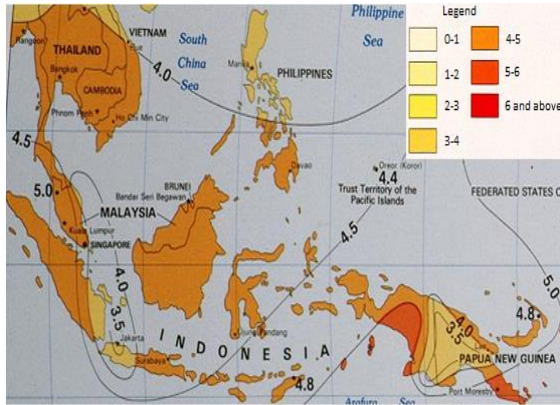 Philippine
Sea
Legend
0-1
1-2
2-3
3-4
4-5
5-6
6 and above
VIETNAM
Rangoon
Hue
South
China
Sea
THAILAND
4.0
Bangkok
Manila
PHILIPPINES
CAMBODIA
Phnom Penh
Ho Chi Min City
4.5
Davao
Oreor (Koror)
4.4
Trust Territory of the
Pacific Islands
FEDERATED STATES O
5.0
BRUNEI
Bandar Seri Begawan
MALAYSIA
Kuala Lumpur
SINGAPORE
4.5
4.0
3.5
5.0
4.8
4.0
3.5
Jakarta
Surabaya
INDONESIA
4.8
PAPUA NEW GUINEA
Port Moresby
Arafura Sea